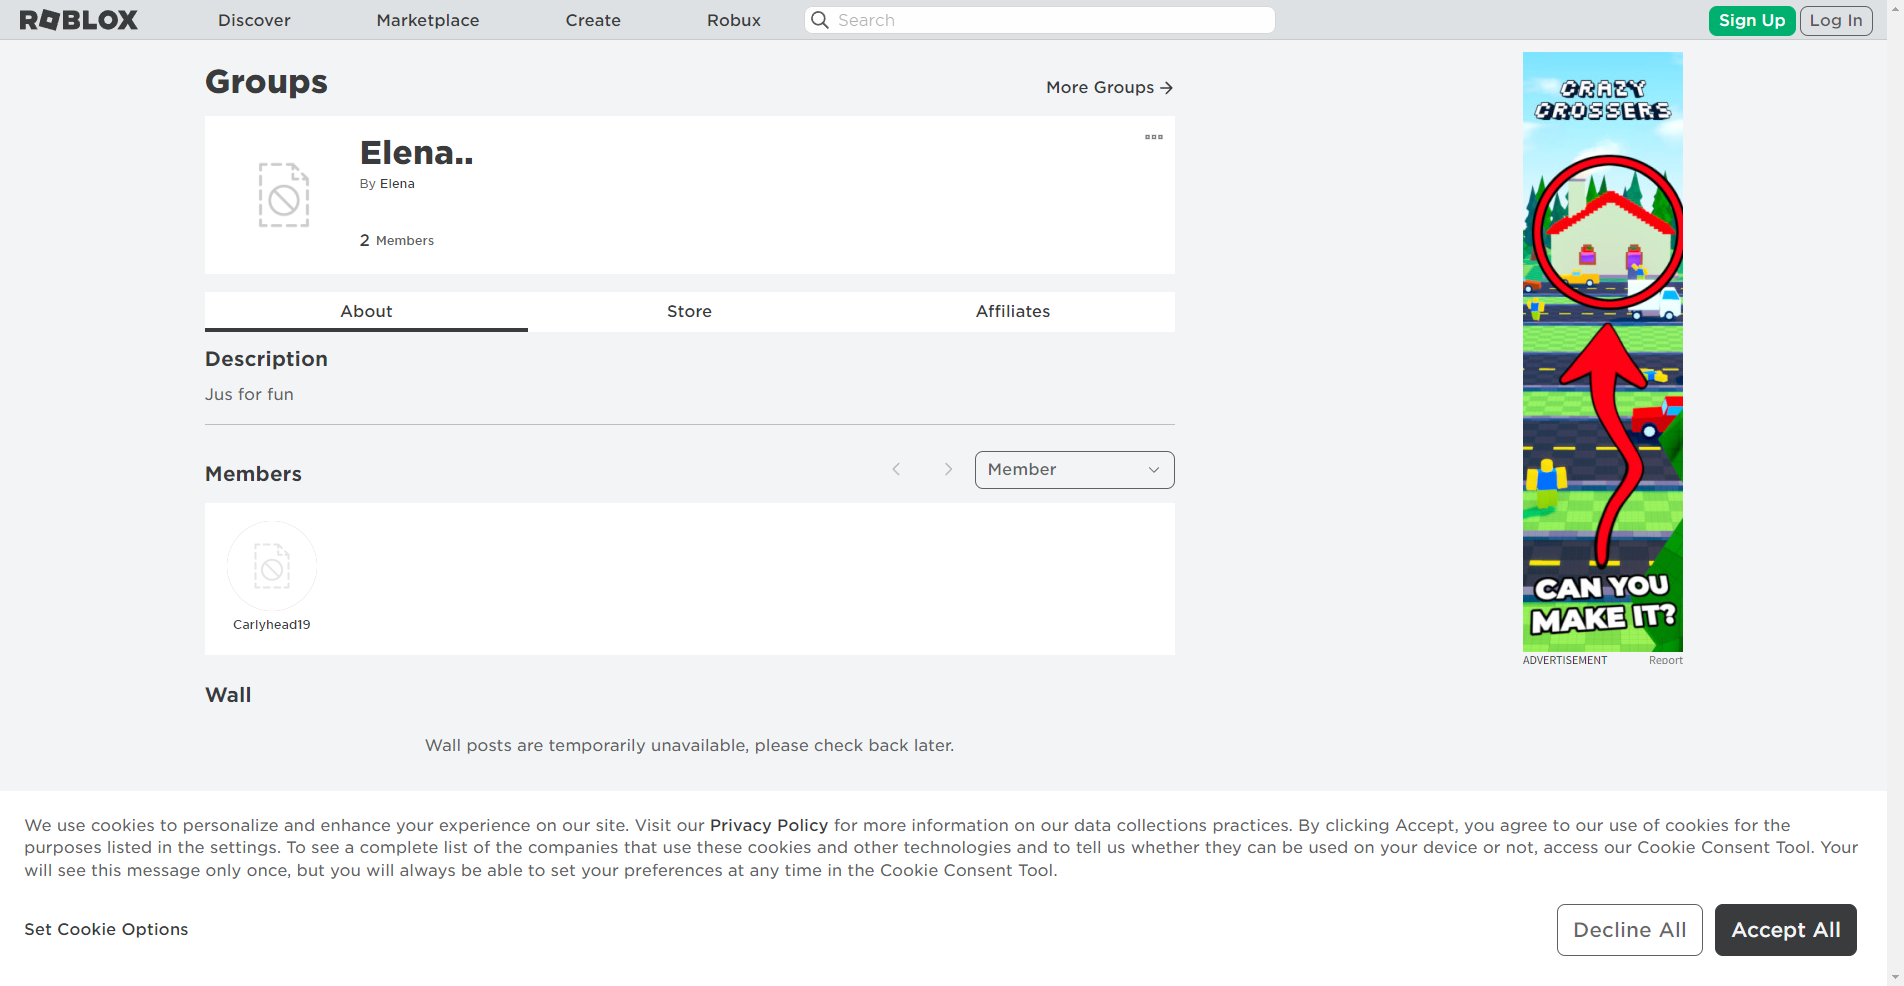 ROBLOX Discover Marketplace Create Robux Search Sign Up Log In
Groups
More Groups
Elena..
By Elena
2 Members
About Store Affiliates
Description
Jus for fun
Members
Member
Carlyhead19
Wall
Wall posts are temporarily unavailable, please check back later.
CRAZY
CROSSERS
CAN YOU
MAKE IT?
ADVERTISEMENT Report
We use cookies to personalize and enhance your experience on our site. Visit our Privacy Policy for more information on our data collections practices. By clicking Accept, you agree to our use of cookies for the
purposes listed in the settings. To see a complete list of the companies that use these cookies and other technologies and to tell us whether they can be used on your device or not, access our Cookie Consent Tool. Your
will see this message only once, but you will always be able to set your preferences at any time in the Cookie Consent Tool.
Set Cookie Options
Decline All
Accept All